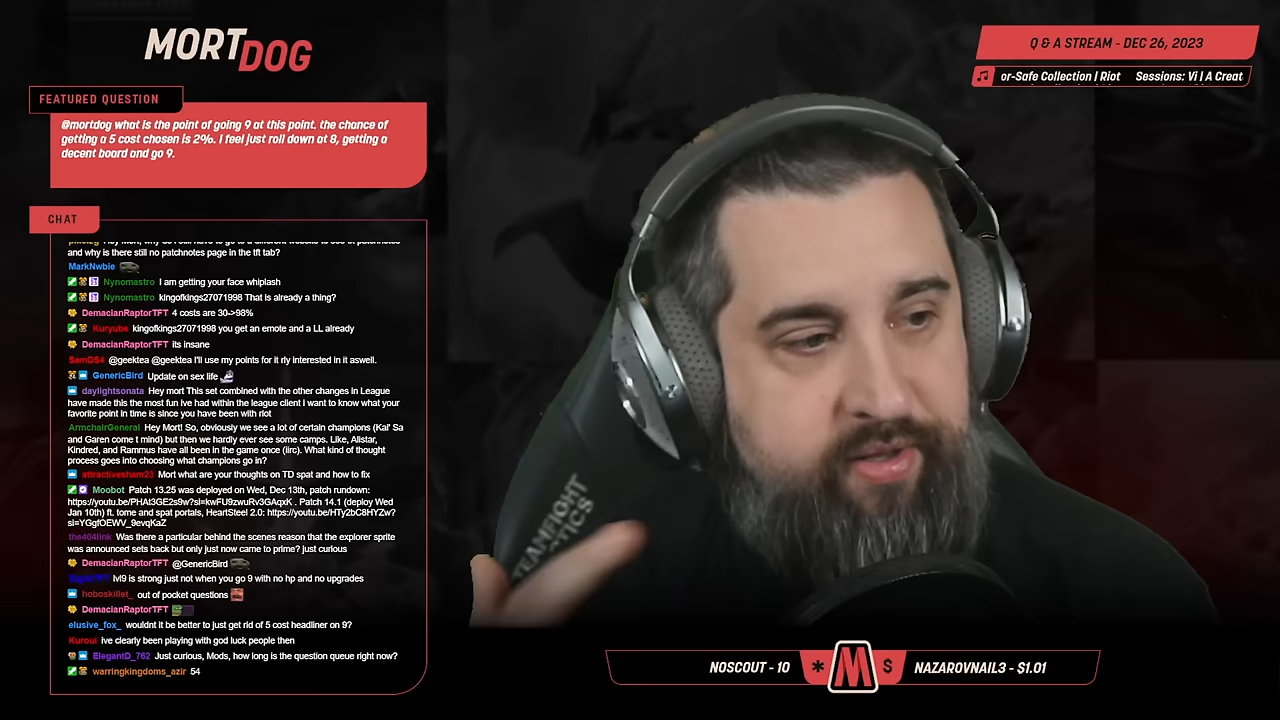 MORTDOG
Q & A STREAM - DEC 26, 2023
or-Safe Collection | Riot Sessions: Vi | A Creat
FEATURED QUESTION
@mortdog what is the point of going 9 at this point. the chance of
getting a 5 cost chosen is 2%. I feel just roll down at 8, getting a
decent board and go 9.
CHAT
and why is there still no patchnotes page in the tft tab?
MarkNwbie
Nynomastro I am getting your face whiplash
Nynomastro kingofkings27071998 That is already a thing?
DemacianRaptorTFT 4 costs are 30->98%
Kuryube kingofkings27071998 you get an emote and a LL already
DemacianRaptorTFT its insane
SamDS4 @geektea @geektea I'll use my points for it rly interested in it aswell.
GenericBird Update on sex life
daylightsonata Hey mort This set combined with the other changes in League
have made this the most fun ive had within the league client i want to know what your
favorite point in time is since you have been with riot
ArmchairGeneral Hey Mort! So, obviously we see a lot of certain champions (Kai' Sa
and Garen come t mind) but then we hardly ever see some camps. Like, Alistar,
Kindred, and Rammus have all been in the game once (iirc). What kind of thought
process goes into choosing what champions go in?
attractivesham23 Mort what are your thoughts on TD spat and how to fix
Moobot Patch 13.25 was deployed on Wed, Dec 13th, patch rundown:
https://youtu.be/PHAt3GE2s9w?si=kwFU9zwuRv3GAqxK . Patch 14.1 (deploy Wed
Jan 10th) ft. tome and spat portals, HeartSteel 2.0: https://youtu.be/HTy2bC8HYZw?
si=YGgfOEWV_9evqKaZ
the404link Was there a particular behind the scenes reason that the explorer sprite
was announced sets back but only just now came to prime? just curious
DemacianRaptorTFT @GenericBird
lvl9 is strong just not when you go 9 with no hp and no upgrades
hoboskillet_ out of pocket questions
DemacianRaptorTFT
elusive_fox_ wouldnt it be better to just get rid of 5 cost headliner on 9?
Kuroui ive clearly been playing with god luck people then
ElegantD_762 Just curious, Mods, how long is the question queue right now?
warringkingdoms_azir 54
TEAMFIGHT
TACTICS
NOSCOUT - 10 * M $ NAZAROVNAIL3 - $1.01